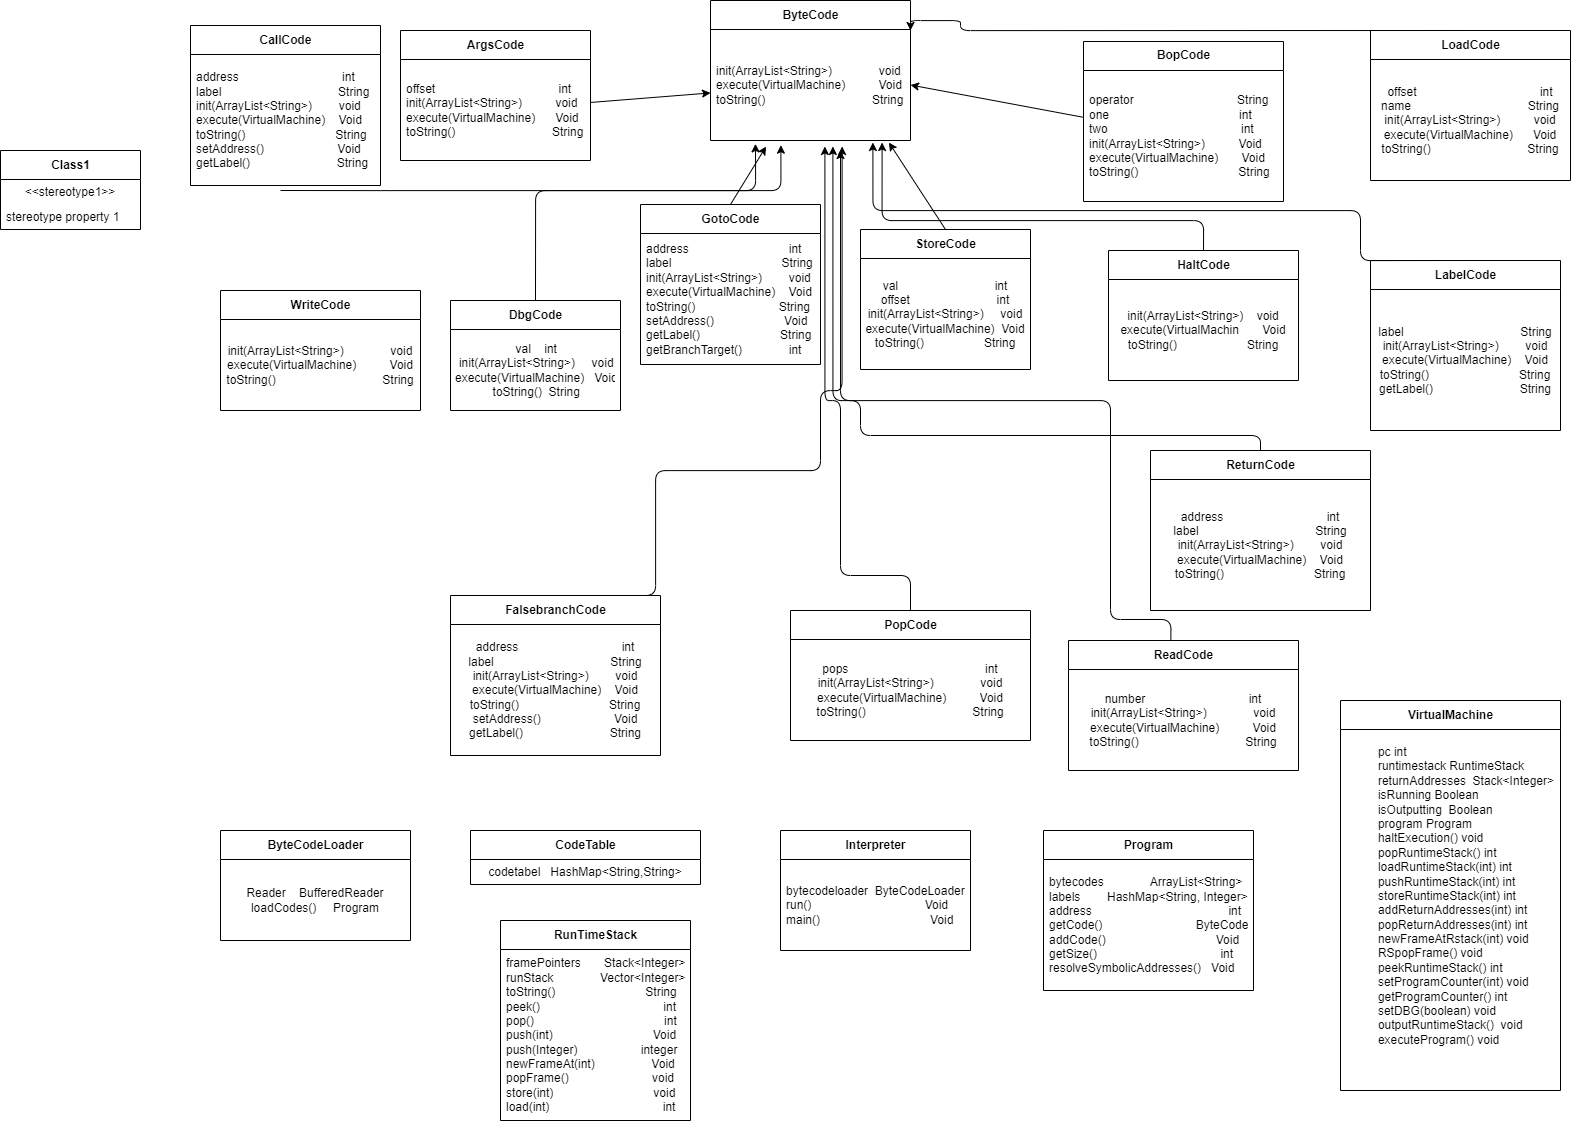 ByteCode
init(ArrayList<String>) void
execute(VirtualMachine) Void
toString() String
CallCode
address int
label String
init(ArrayList<String>) void
execute(VirtualMachine) Void
toString() String
setAddress() Void
getLabel() String
ArgsCode
offset int
init(ArrayList<String>) void
execute(VirtualMachine) Void
toString() String
BopCode
operator String
one int
two int
init(ArrayList<String>) Void
execute(VirtualMachine) Void
toString() String
LoadCode
offset int
name String
init(ArrayList<String>) void
execute(VirtualMachine) Void
toString() String
Class1
<<stereotype1>>
stereotype property 1
GotoCode
address int
label String
init(ArrayList<String>) void
execute(VirtualMachine) Void
toString() String
setAddress() Void
getLabel() String
getBranchTarget() int
StoreCode
val int
offset int
init(ArrayList<String>) void
execute(VirtualMachine) Void
toString() String
HaltCode
init(ArrayList<String>) void
execute(VirtualMachin Void
toString() String
LabelCode
label String
init(ArrayList<String>) void
execute(VirtualMachine) Void
toString() String
getLabel() String
WriteCode
init(ArrayList<String>) void
execute(VirtualMachine) Void
toString() String
DbgCode
val int
init(ArrayList<String>) void
execute(VirtualMachine) Void
toString() String
ReturnCode
address int
label String
init(ArrayList<String>) void
execute(VirtualMachine) Void
toString() String
FalsebranchCode
address int
label String
init(ArrayList<String>) void
execute(VirtualMachine) Void
toString() String
setAddress() Void
getLabel() String
PopCode
pops int
init(ArrayList<String>) void
execute(VirtualMachine) Void
toString() String
ReadCode
number int
init(ArrayList<String>) void
execute(VirtualMachine) Void
toString() String
VirtualMachine
pc int
runtimestack RuntimeStack
returnAddresses Stack<Integer>
isRunning Boolean
isOutputting Boolean
program Program
haltExecution() void
popRuntimeStack() int
loadRuntimeStack(int) int
pushRuntimeStack(int) int
storeRuntimeStack(int) int
addReturnAddresses(int) int
popReturnAddresses(int) int
newFrameAtRstack(int) void
RSpopFrame() void
peekRuntimeStack() int
setProgramCounter(int) void
getProgramCounter() int
setDBG(boolean) void
outputRuntimeStack() void
executeProgram() void
ByteCodeLoader
Reader BufferedReader
loadCodes() Program
CodeTable
codetabel HashMap<String,String>
Interpreter
bytecodeloader ByteCodeLoader
run() Void
main() Void
Program
bytecodes ArrayList<String>
labels HashMap<String, Integer>
address int
getCode() ByteCode
addCode() Void
getSize() int
resolveSymbolicAddresses() Void
RunTimeStack
framePointers Stack<Integer>
runStack Vector<Integer>
toString() String
peek() int
pop() int
push(int) Void
push(Integer) integer
newFrameAt(int) Void
popFrame() void
store(int) void
load(int) int